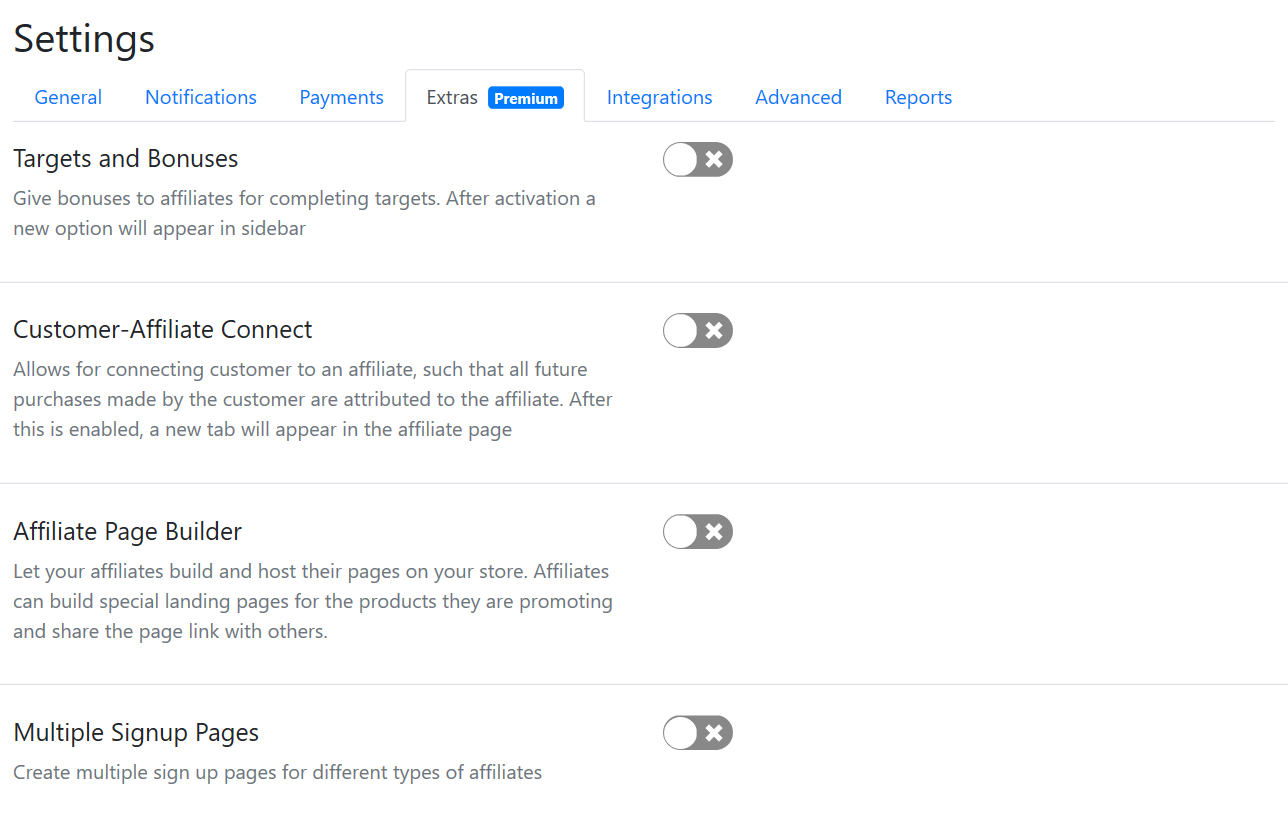 Settings
General Notifications Payments Extras Premium Integrations Advanced Reports
Targets and Bonuses
Give bonuses to affiliates for completing targets. After activation a
new option will appear in sidebar
Customer-Affiliate Connect
Allows for connecting customer to an affiliate, such that all future
purchases made by the customer are attributed to the affiliate. After
this is enabled, a new tab will appear in the affiliate page
Affiliate Page Builder
Let your affiliates build and host their pages on your store. Affiliates
can build special landing pages for the products they are promoting
and share the page link with others.
Multiple Signup Pages
Create multiple sign up pages for different types of affiliates